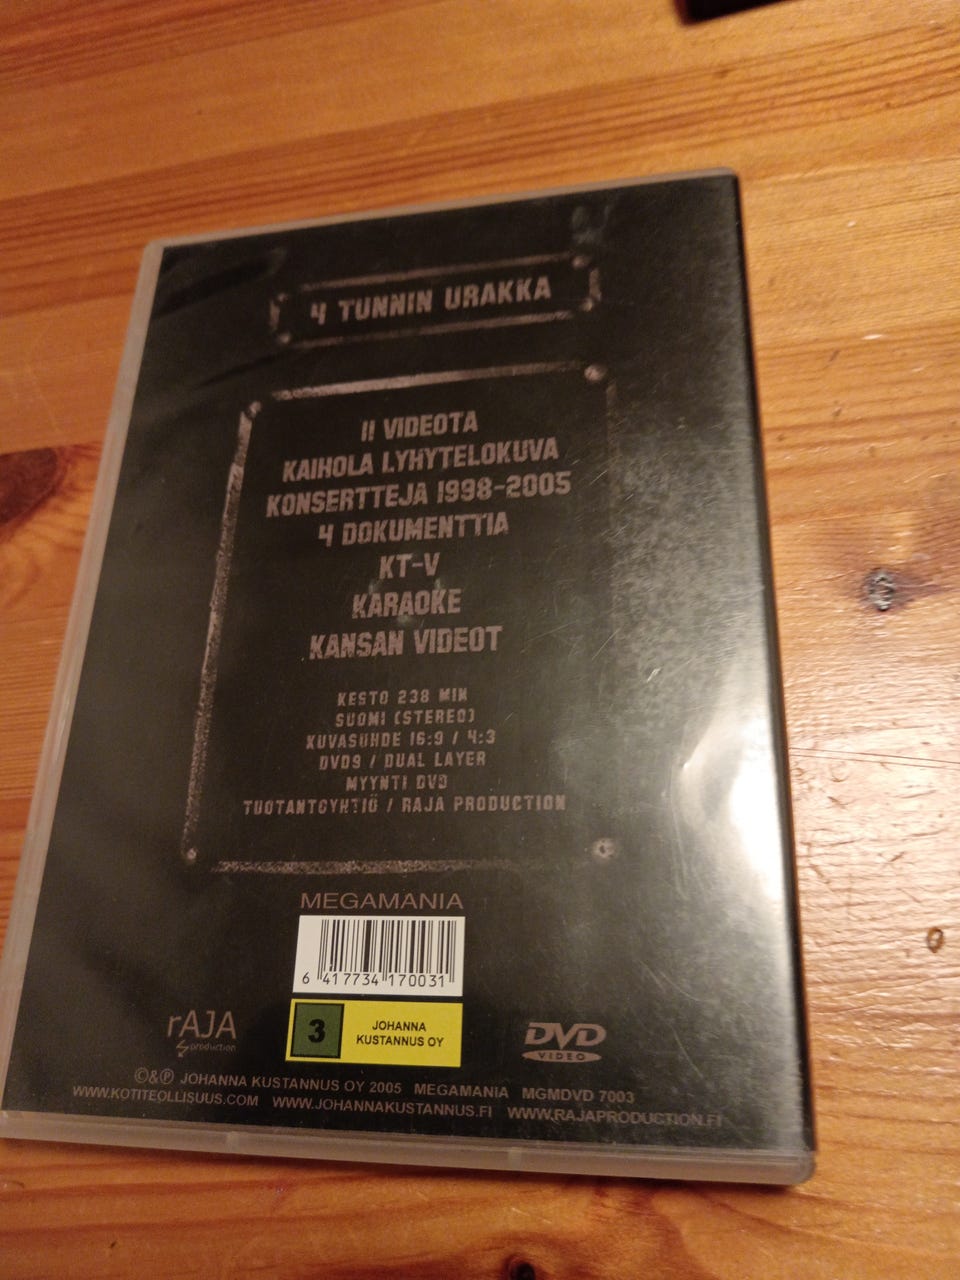 4 TUNNIN URAKKA
11 VIDEOTA
KAIHOLA LYHYTELOKUVA
KONSERTTEJA 1998-2005
4 DOKUMENTTIA
KT-V
KARAOKE
KANSAN VIDEOT
KESTO 238 MIN
SUOMI (STEREO)
KUVASUHDE 16:9 / 4:3
DVD9 / DUAL LAYER
MYYNTI DVD
TUOTANTOYHTIÖ / RAJA PRODUCTION
MEGAMANIA
6 417734 170031
rAJA
production
3
JOHANNA
KUSTANNUS OY
DVD
VIDEO
©&℗ JOHANNA KUSTANNUS OY 2005 MEGAMANIA MGMDVD 7003
WWW.KOTITEOLLISUUS.COM WWW.JOHANNAKUSTANNUS.FI WWW.RAJAPRODUCTION.FI